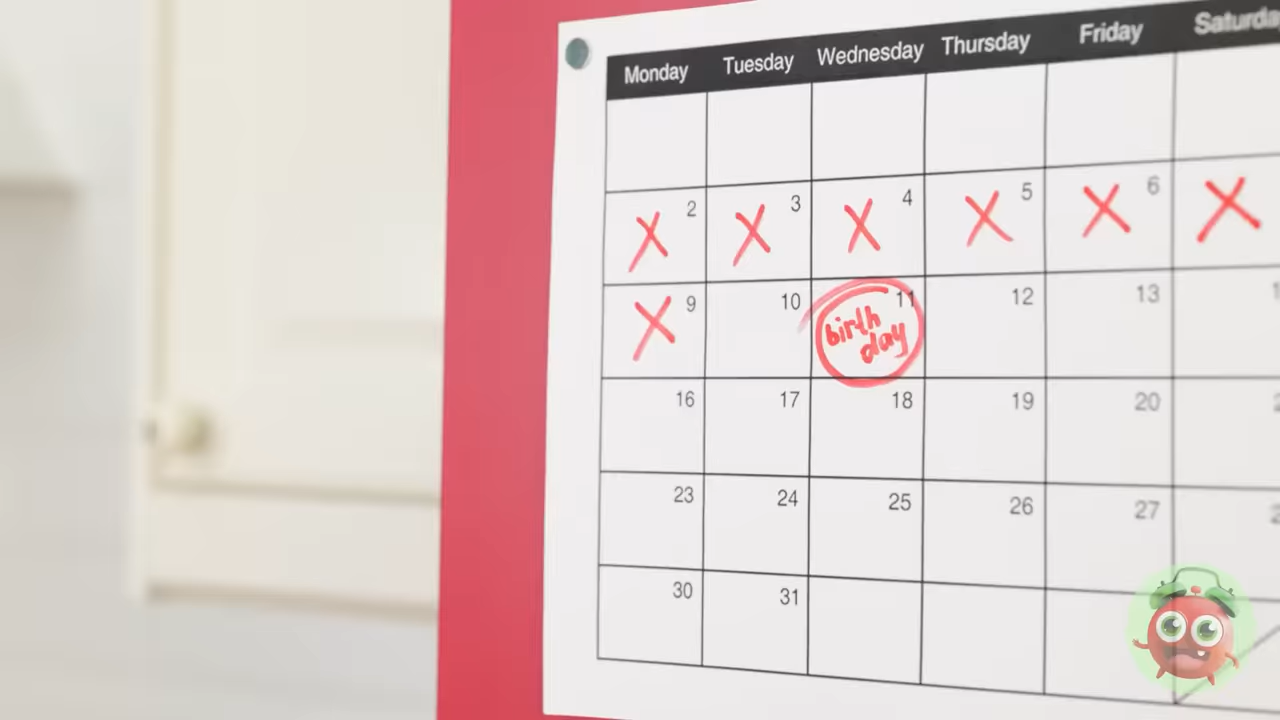 Monday Tuesday Wednesday Thursday Friday
2 3 4 5 6
9 10 11 12 13
birth
day
16 17 18 19 20
23 24 25 26 27
30 31